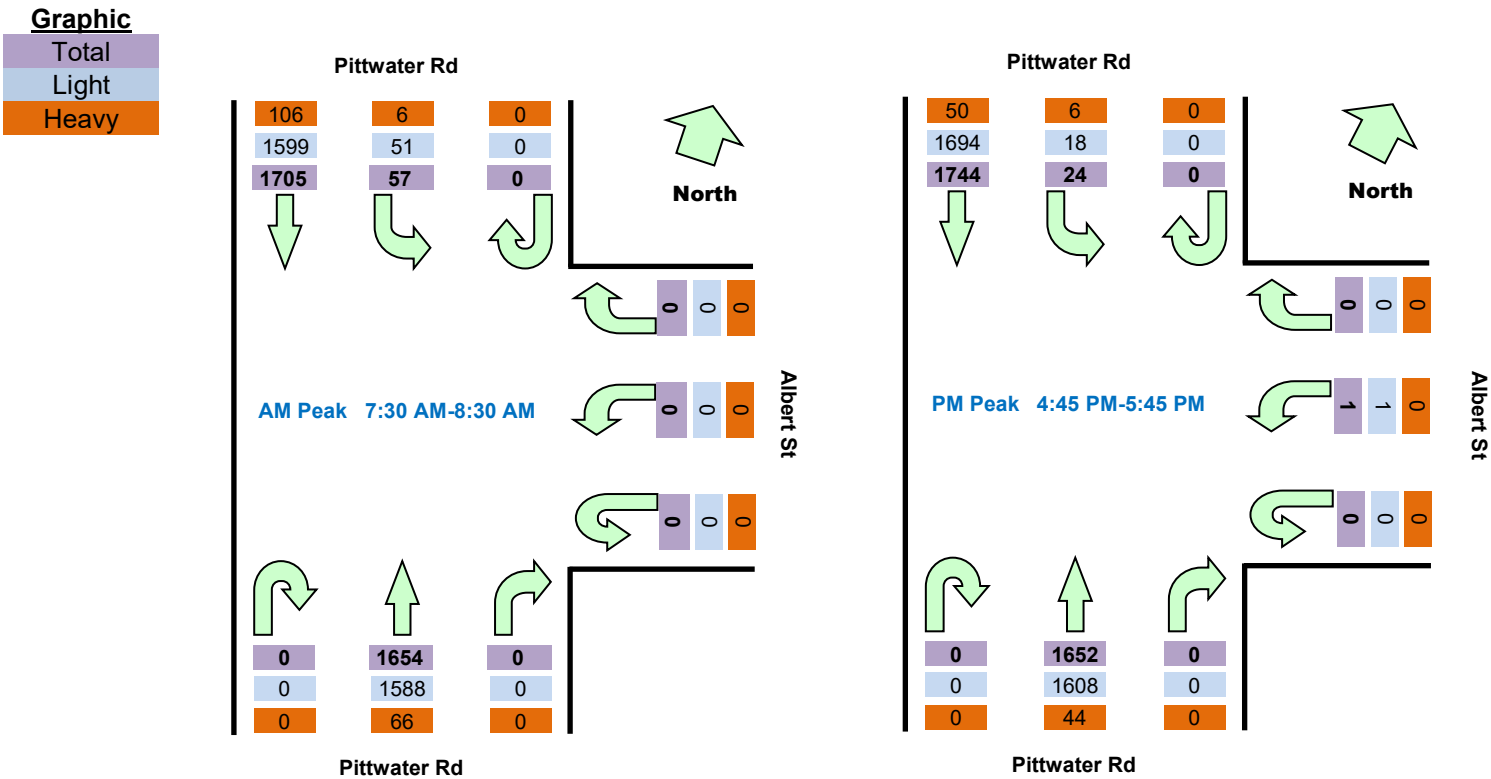 Graphic
Total
Light
Heavy
Pittwater Rd
106 6 0
1599 51 0
1705 57 0
North
0 0 0
AM Peak 7:30 AM-8:30 AM
0 0 0
Albert St
0 0 0
0 1654 0
0 1588 0
0 66 0
Pittwater Rd
Pittwater Rd
50 6 0
1694 18 0
1744 24 0
North
0 0 0
PM Peak 4:45 PM-5:45 PM
1 1 0
Albert St
0 0 0
0 1652 0
0 1608 0
0 44 0
Pittwater Rd